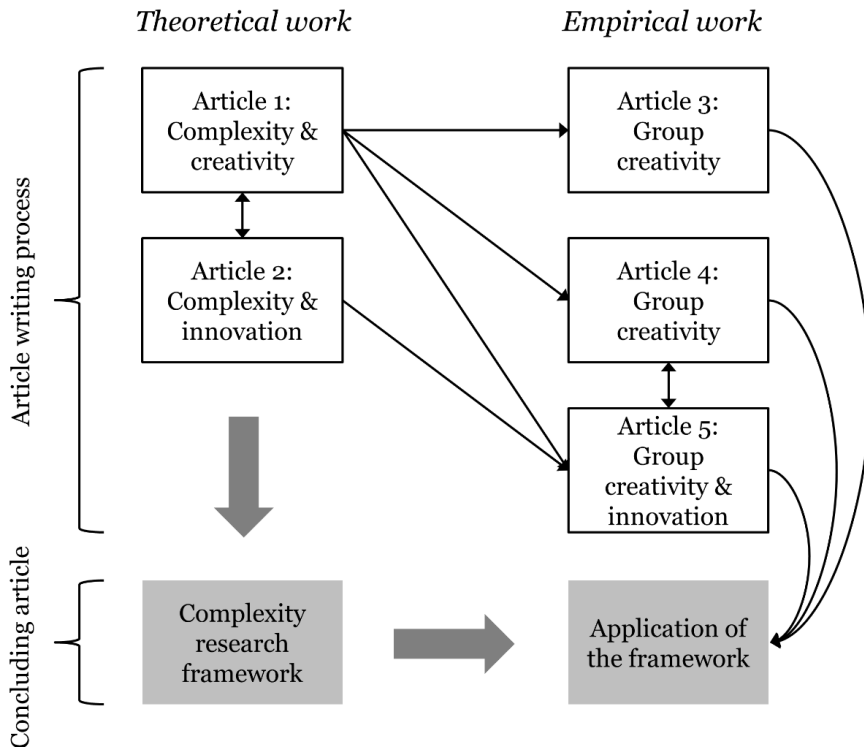 Theoretical work
Empirical work
Article writing process
Article 1:
Complexity &
creativity
Article 3:
Group
creativity
Article 2:
Complexity &
innovation
Article 4:
Group
creativity
Article 5:
Group
creativity &
innovation
Concluding article
Complexity
research
framework
Application of
the framework